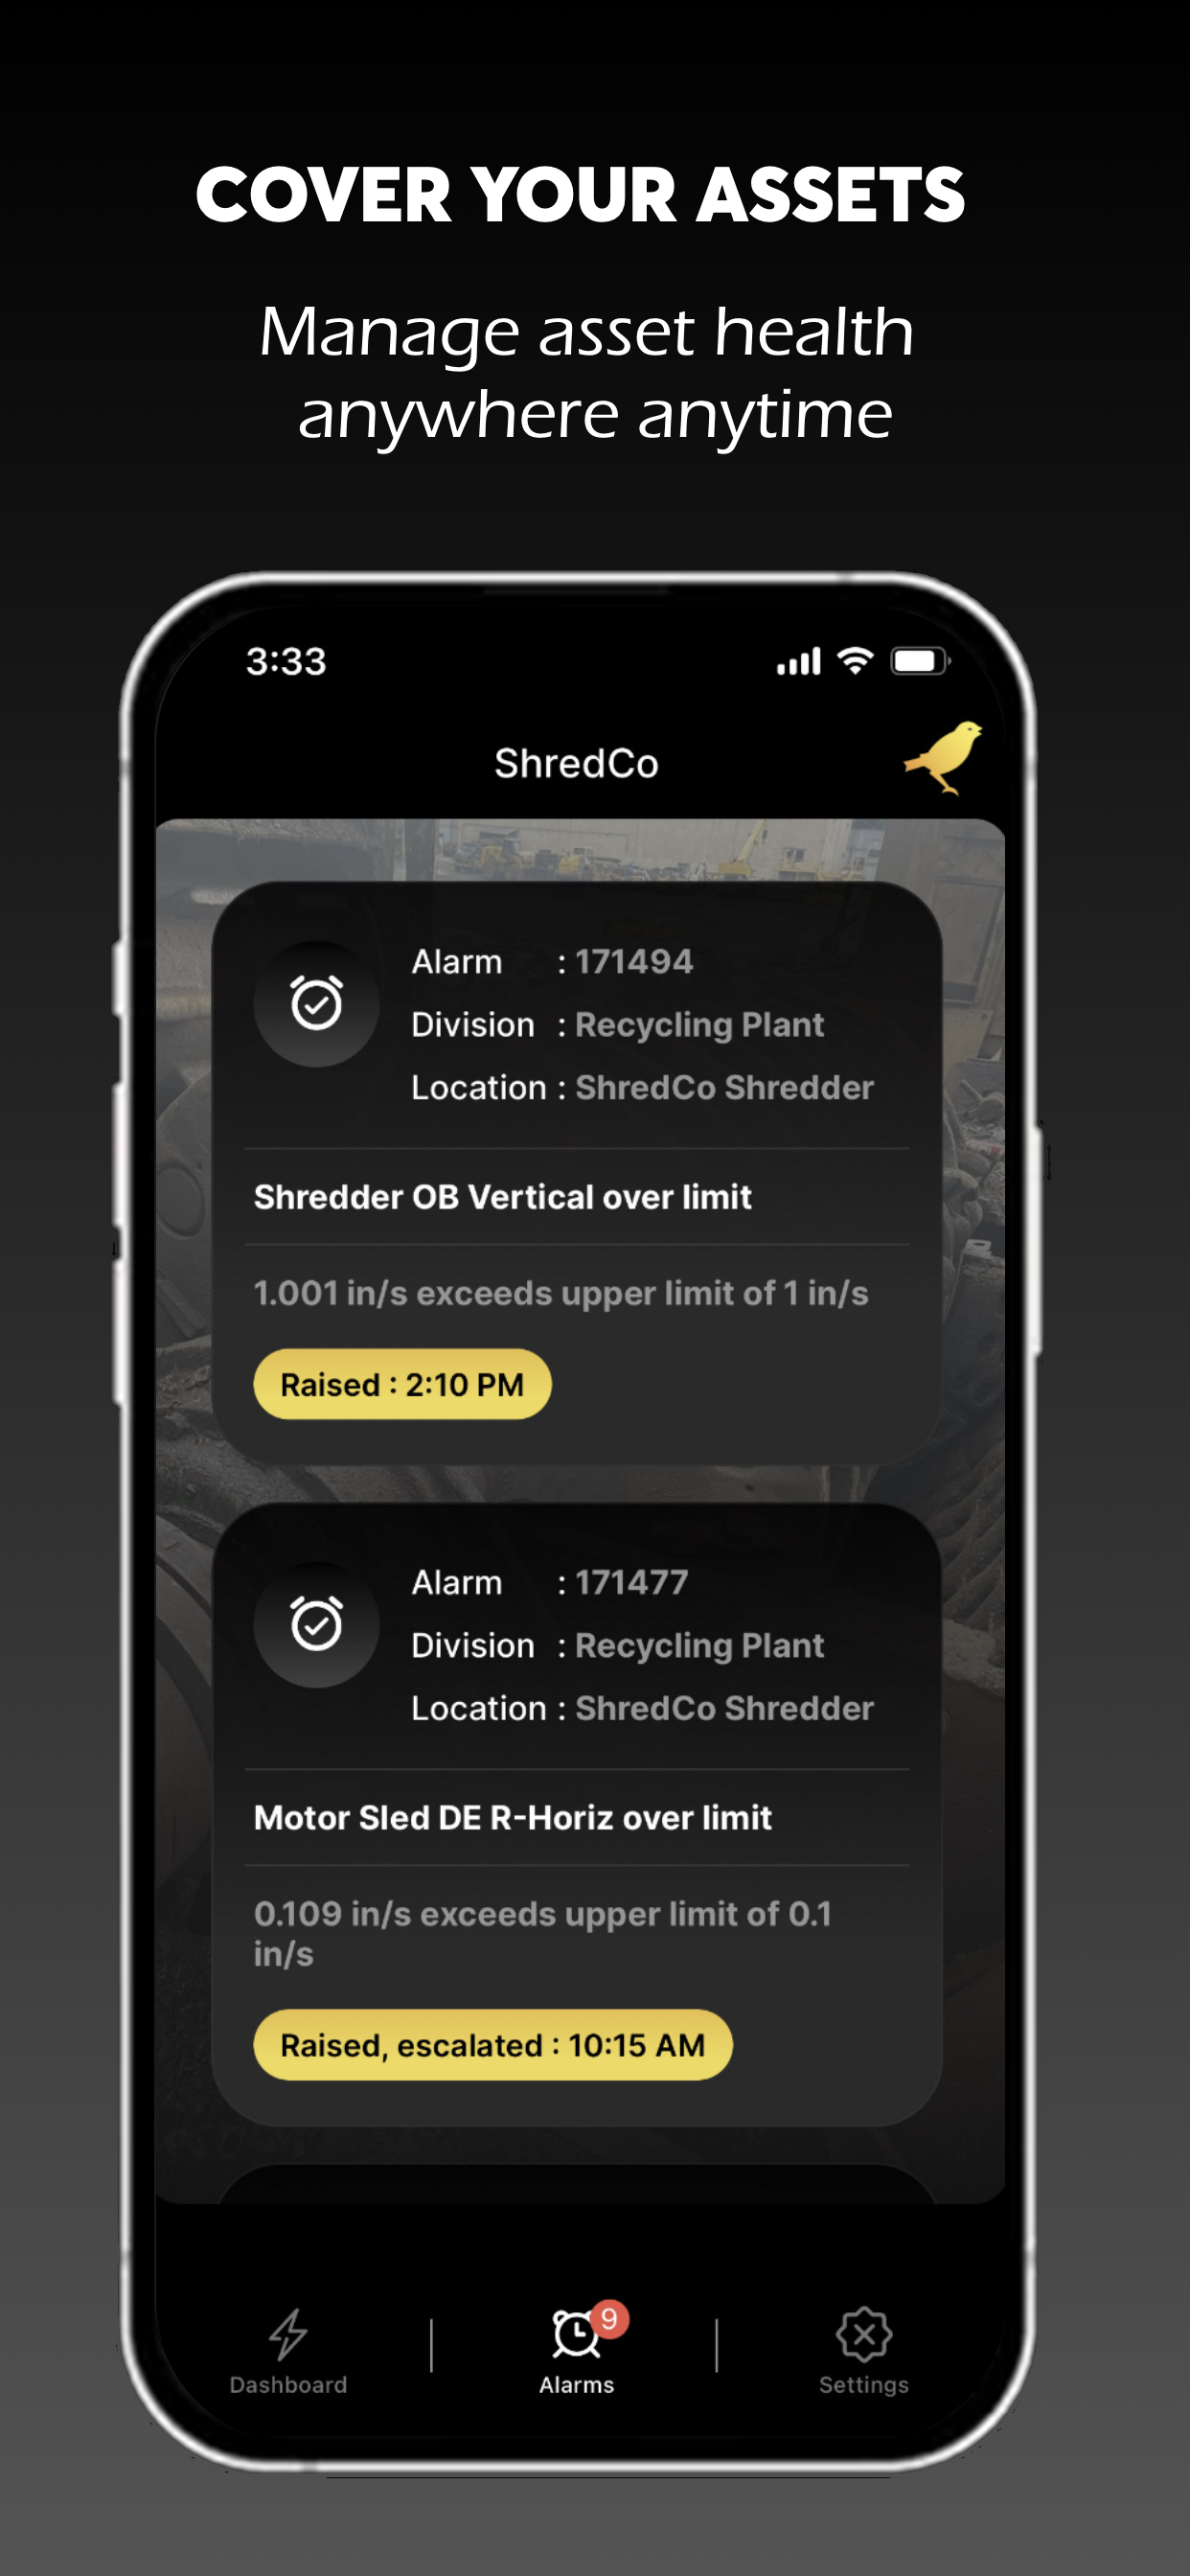 COVER YOUR ASSETS
Manage asset health
anywhere anytime
3:33
ShredCo
Alarm : 171494
Division : Recycling Plant
Location : ShredCo Shredder
Shredder OB Vertical over limit
1.001 in/s exceeds upper limit of 1 in/s
Raised : 2:10 PM
Alarm : 171477
Division : Recycling Plant
Location : ShredCo Shredder
Motor Sled DE R-Horiz over limit
0.109 in/s exceeds upper limit of 0.1
in/s
Raised, escalated : 10:15 AM
9
Dashboard
Alarms
Settings